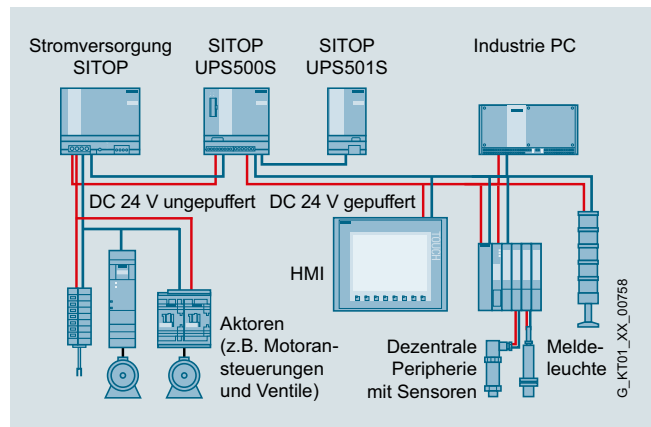 Stromversorgung
SITOP
SITOP
UPS500S
SITOP
UPS501S
Industrie PC
DC 24 V ungepuffert
DC 24 V gepuffert
HMI
TOUCH
Aktoren
(z.B. Motoran-
steuerungen
und Ventile)
Dezentrale
Peripherie
mit Sensoren
Melde-
leuchte
G_KT01_XX_00758